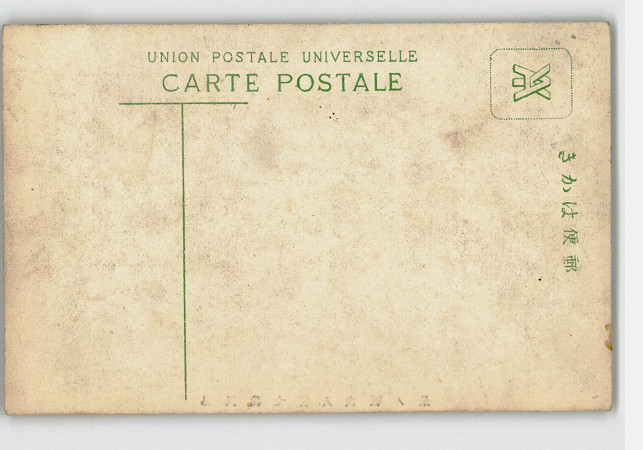 UNION POSTALE UNIVERSELLE
CARTE POSTALE
郵便はかき